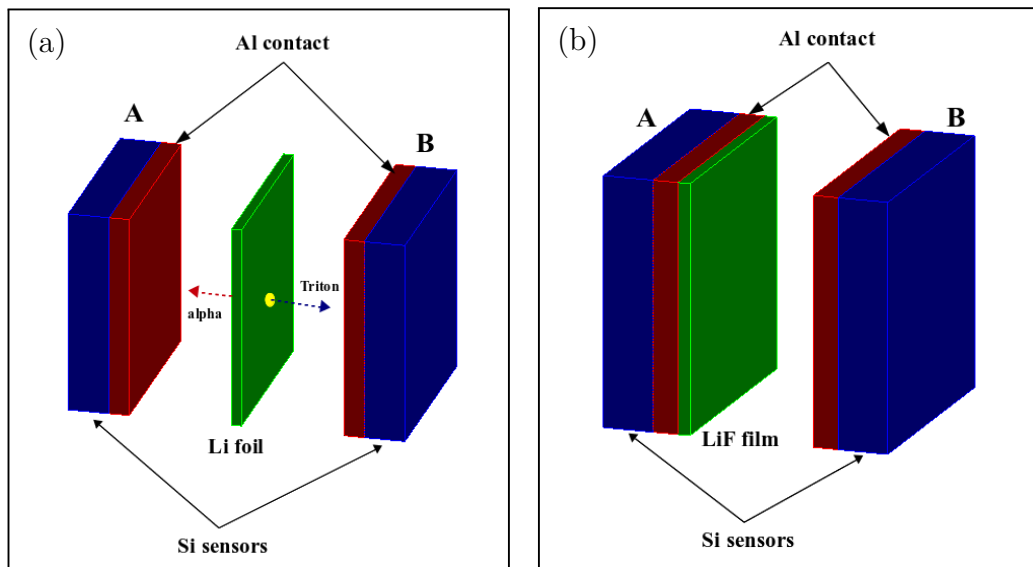 (a)
Al contact
A
B
Triton
alpha
Li foil
Si sensors
(b)
Al contact
A
B
LiF film
Si sensors